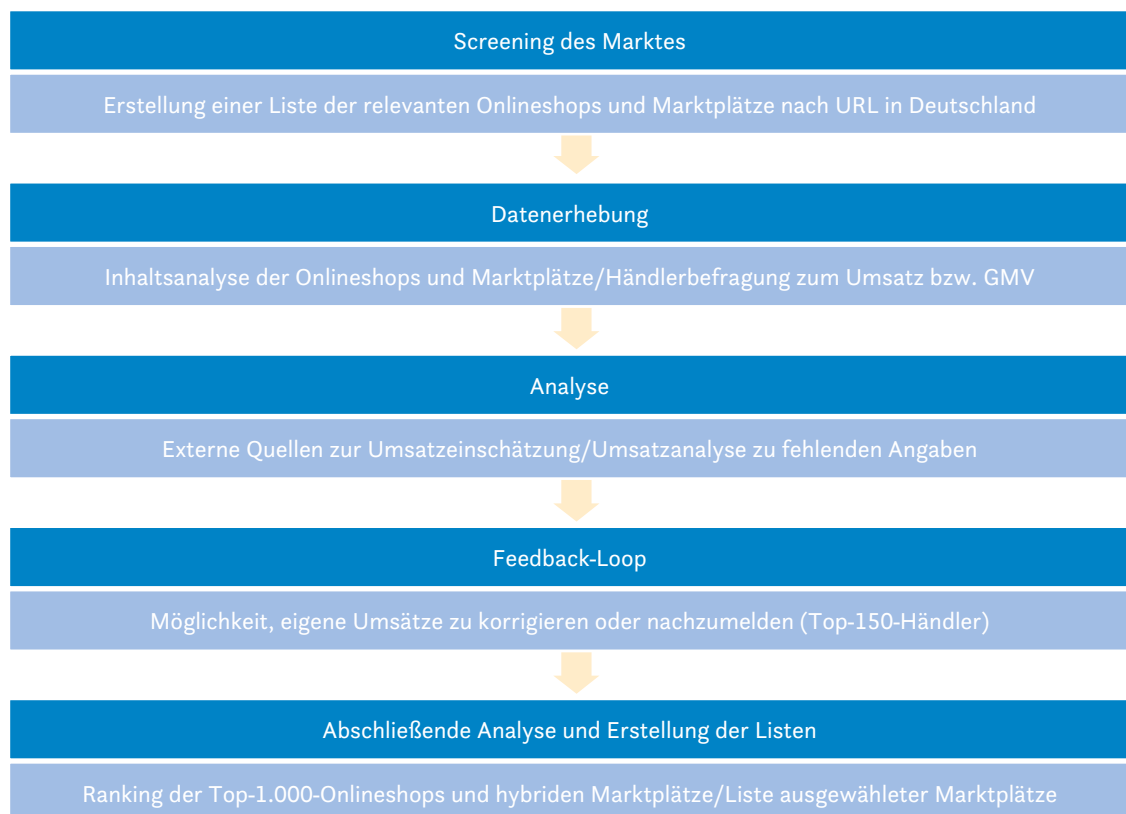 Screening des Marktes
Erstellung einer Liste der relevanten Onlineshops und Marktplätze nach URL in Deutschland
Datenerhebung
Inhaltsanalyse der Onlineshops und Marktplätze/Händlerbefragung zum Umsatz bzw. GMV
Analyse
Externe Quellen zur Umsatzeinschätzung/Umsatzanalyse zu fehlenden Angaben
Feedback-Loop
Möglichkeit, eigene Umsätze zu korrigieren oder nachzumelden (Top-150-Händler)
Abschließende Analyse und Erstellung der Listen
Ranking der Top-1.000-Onlineshops und hybriden Marktplätze/Liste ausgewähleter Marktplätze